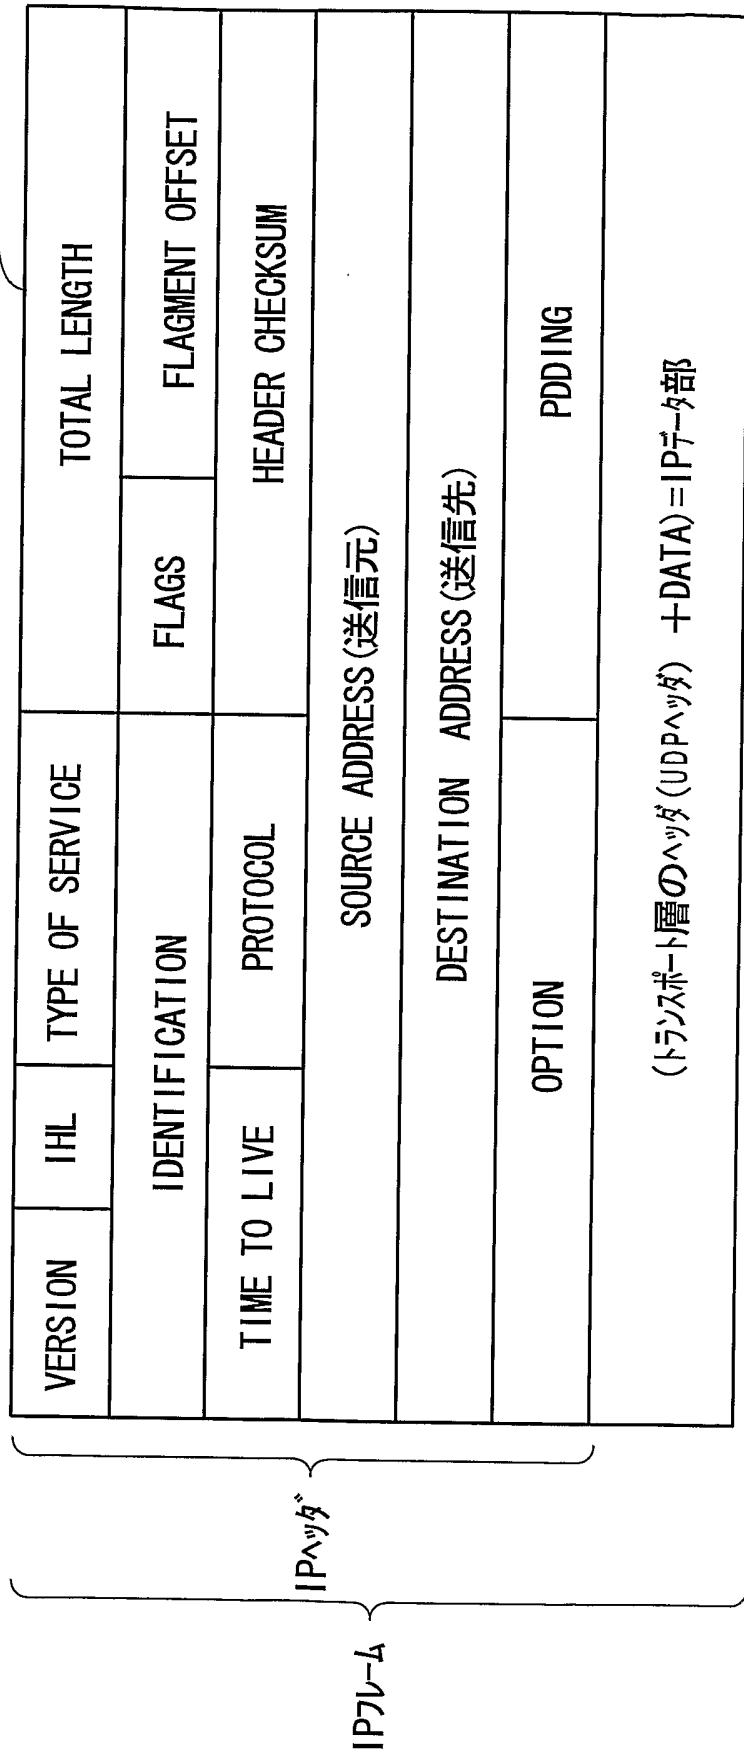 VERSION
IHL
TYPE OF SERVICE
TOTAL LENGTH
IDENTIFICATION
FLAGS
FLAGMENT OFFSET
TIME TO LIVE
PROTOCOL
HEADER CHECKSUM
SOURCE ADDRESS(送信元)
DESTINATION ADDRESS(送信先)
OPTION
PDDING
(トランスポート層のヘッダ(UDPヘッダ) +DATA)=IPデータ部
IPヘッダ
IPフレーム